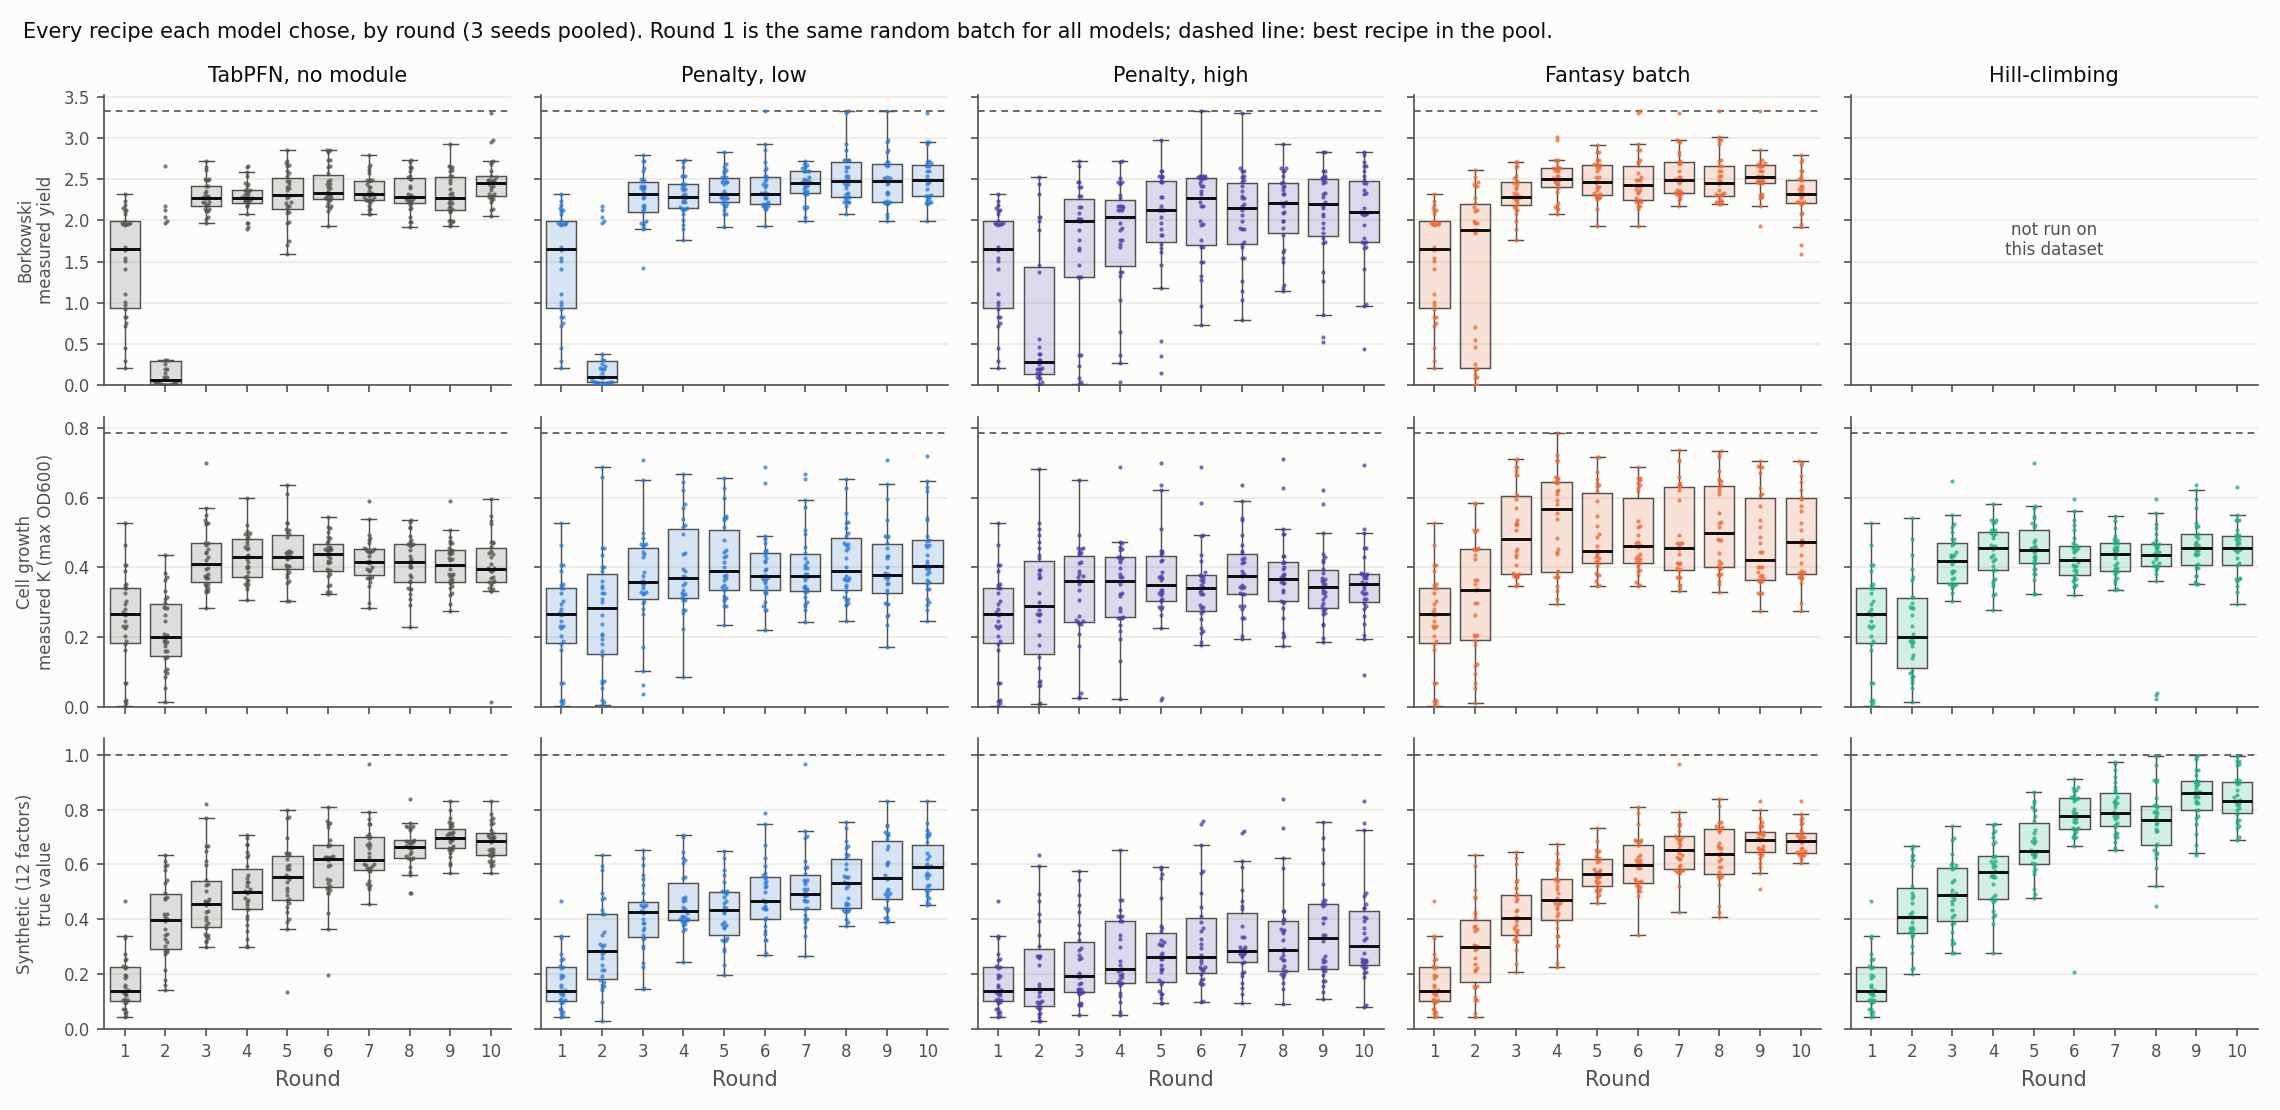 Every recipe each model chose, by round (3 seeds pooled). Round 1 is the same random batch for all models; dashed line: best recipe in the pool.
TabPFN, no module
Penalty, low
Penalty, high
Fantasy batch
Hill-climbing
Borkowski
measured yield
3.5
3.0
2.5
2.0
1.5
1.0
0.5
0.0
not run on
this dataset
Cell growth
measured K (max OD600)
0.8
0.6
0.4
0.2
0.0
Synthetic (12 factors)
true value
1.0
0.8
0.6
0.4
0.2
0.0
1 2 3 4 5 6 7 8 9 10
Round
1 2 3 4 5 6 7 8 9 10
Round
1 2 3 4 5 6 7 8 9 10
Round
1 2 3 4 5 6 7 8 9 10
Round
1 2 3 4 5 6 7 8 9 10
Round